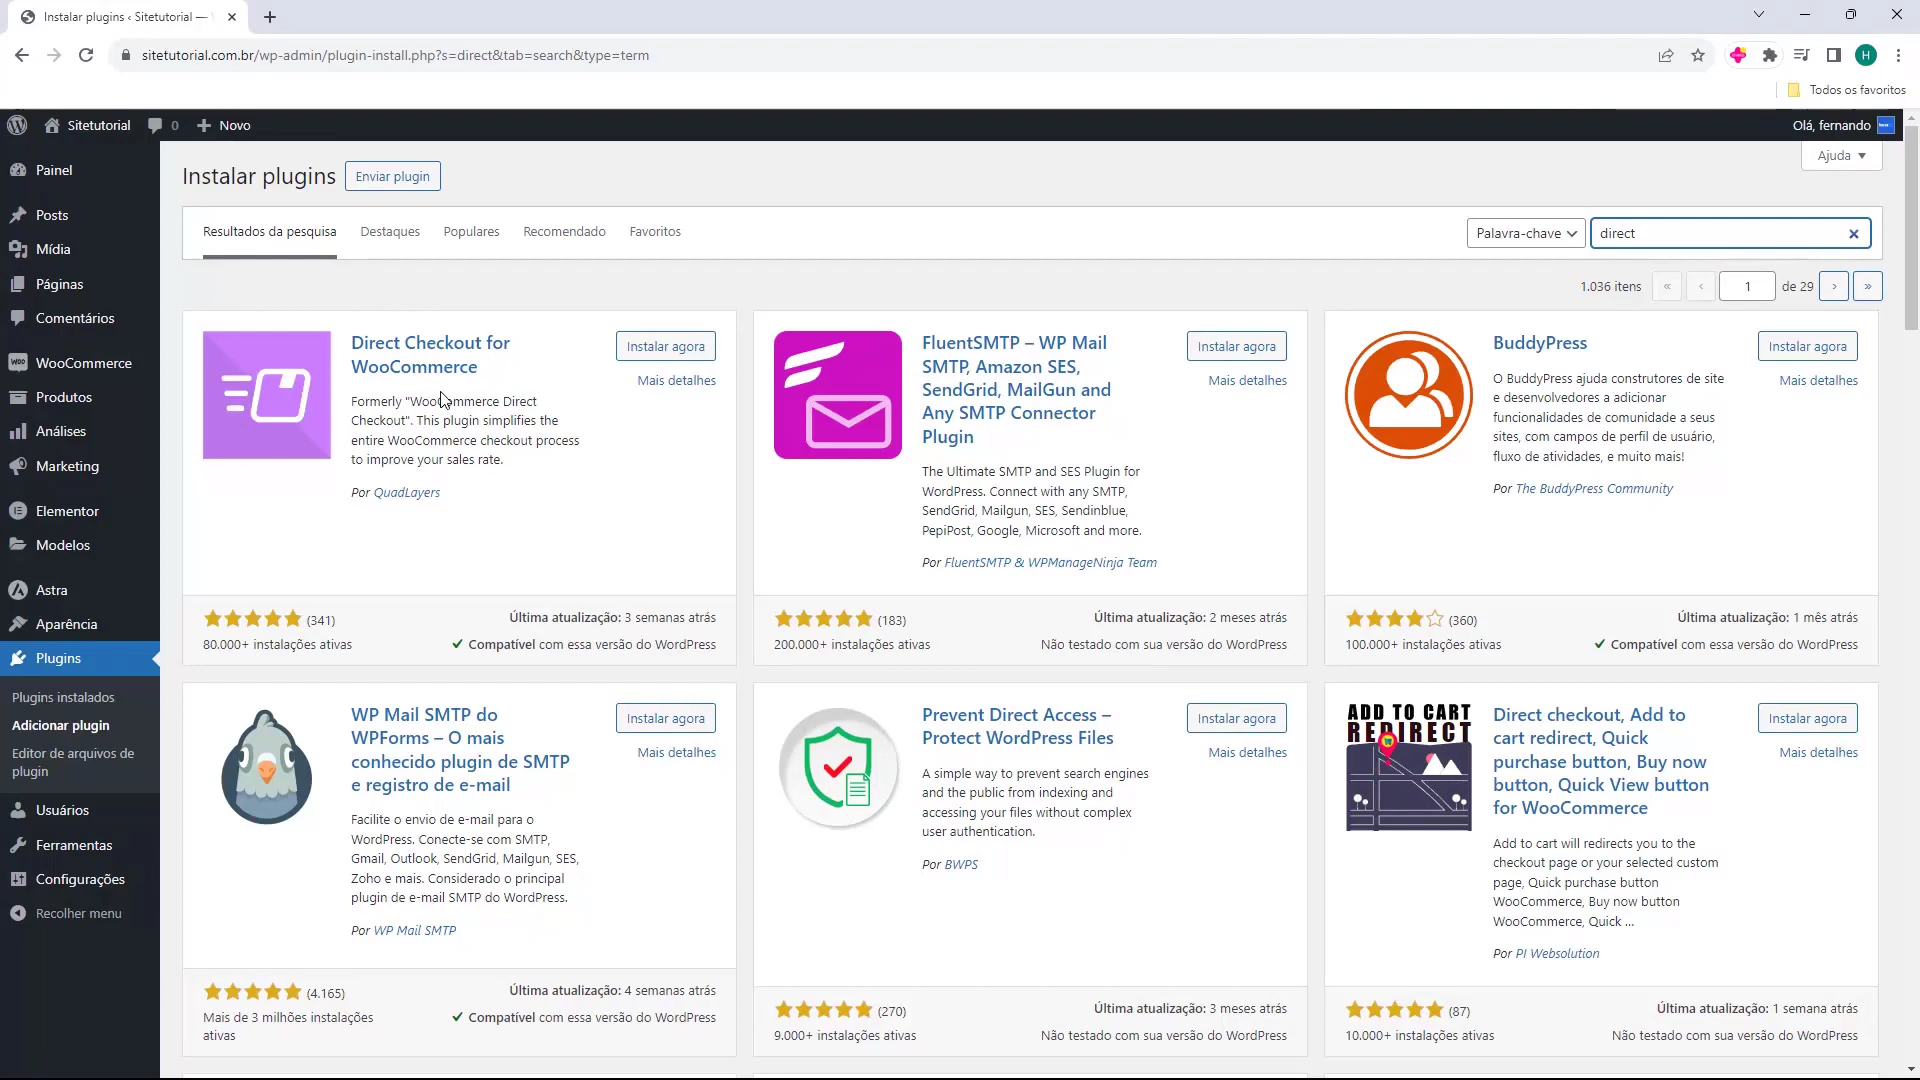 Instalar plugins ‹ Sitetutorial —
sitetutorial.com.br/wp-admin/plugin-install.php?s=direct&tab=search&type=term
H
Todos os favoritos
Sitetutorial
0
Novo
Olá, fernando
Painel
Posts
Mídia
Páginas
Comentários
WooCommerce
Produtos
Análises
Marketing
Elementor
Modelos
Astra
Aparência
Plugins
Plugins instalados
Adicionar plugin
Editor de arquivos de
plugin
Usuários
Ferramentas
Configurações
Recolher menu
Ajuda
Instalar plugins
Enviar plugin
Resultados da pesquisa
Destaques
Populares
Recomendado
Favoritos
Palavra-chave
direct
1.036 itens
«
‹
1
de 29
›
»
Direct Checkout for
WooCommerce
Instalar agora
Mais detalhes
Formerly "WooCommerce Direct
Checkout". This plugin simplifies the
entire WooCommerce checkout process
to improve your sales rate.
Por QuadLayers
(341)
Última atualização: 3 semanas atrás
80.000+ instalações ativas
Compatível com essa versão do WordPress
FluentSMTP – WP Mail
SMTP, Amazon SES,
SendGrid, MailGun and
Any SMTP Connector
Plugin
Instalar agora
Mais detalhes
The Ultimate SMTP and SES Plugin for
WordPress. Connect with any SMTP,
SendGrid, Mailgun, SES, Sendinblue,
PepiPost, Google, Microsoft and more.
Por FluentSMTP & WPManageNinja Team
(183)
Última atualização: 2 meses atrás
200.000+ instalações ativas
Não testado com sua versão do WordPress
BuddyPress
Instalar agora
Mais detalhes
O BuddyPress ajuda construtores de site
e desenvolvedores a adicionar
funcionalidades de comunidade a seus
sites, com campos de perfil de usuário,
fluxo de atividades, e muito mais!
Por The BuddyPress Community
(360)
Última atualização: 1 mês atrás
100.000+ instalações ativas
Compatível com essa versão do WordPress
WP Mail SMTP do
WPForms – O mais
conhecido plugin de SMTP
e registro de e-mail
Instalar agora
Mais detalhes
Facilite o envio de e-mail para o
WordPress. Conecte-se com SMTP,
Gmail, Outlook, SendGrid, Mailgun, SES,
Zoho e mais. Considerado o principal
plugin de e-mail SMTP do WordPress.
Por WP Mail SMTP
(4.165)
Última atualização: 4 semanas atrás
Mais de 3 milhões instalações
ativas
Compatível com essa versão do WordPress
Prevent Direct Access –
Protect WordPress Files
Instalar agora
Mais detalhes
A simple way to prevent search engines
and the public from indexing and
accessing your files without complex
user authentication.
Por BWPS
(270)
Última atualização: 3 meses atrás
9.000+ instalações ativas
Não testado com sua versão do WordPress
ADD TO CART
REDIRECT
Direct checkout, Add to
cart redirect, Quick
purchase button, Buy now
button, Quick View button
for WooCommerce
Instalar agora
Mais detalhes
Add to cart will redirects you to the
checkout page or your selected custom
page, Quick purchase button
WooCommerce, Buy now button
WooCommerce, Quick ...
Por PI Websolution
(87)
Última atualização: 1 semana atrás
10.000+ instalações ativas
Não testado com sua versão do WordPress